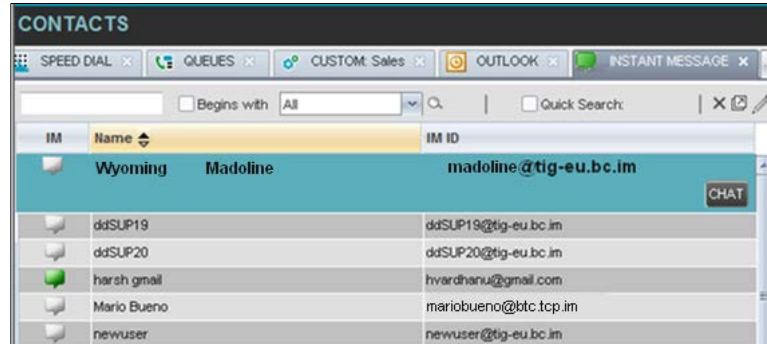 CONTACTS
SPEED DIAL × QUEUES × CUSTOM: Sales × OUTLOOK × INSTANT MESSAGE ×
Begins with All Quick Search:
IM Name IM ID
Wyoming Madoline madoline@tig-eu.bc.im
CHAT
ddSUP19 ddSUP19@tig-eu.bc.im
ddSUP20 ddSUP20@tig-eu.bc.im
harsh gmail hvardhanu@gmail.com
Mario Bueno mariobueno@btc.tcp.im
newuser newuser@tig-eu.bc.im